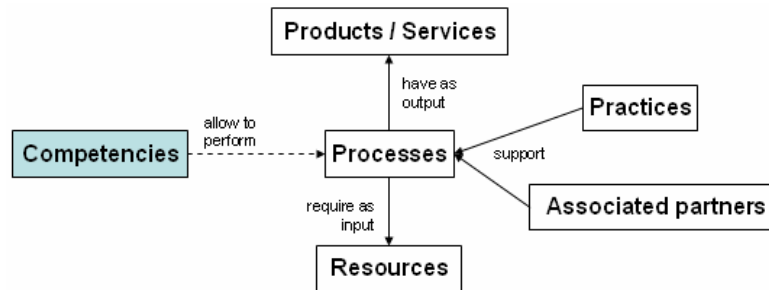 Products / Services
have as
output
Practices
allow to
perform
Competencies
Processes
support
Associated partners
require as
input
Resources